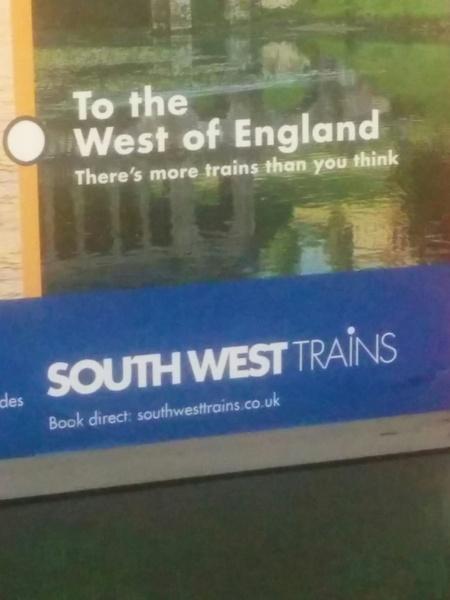 To the
West of England
There's more trains than you think
SOUTH WEST TRAINS
des
Book direct: southwesttrains.co.uk